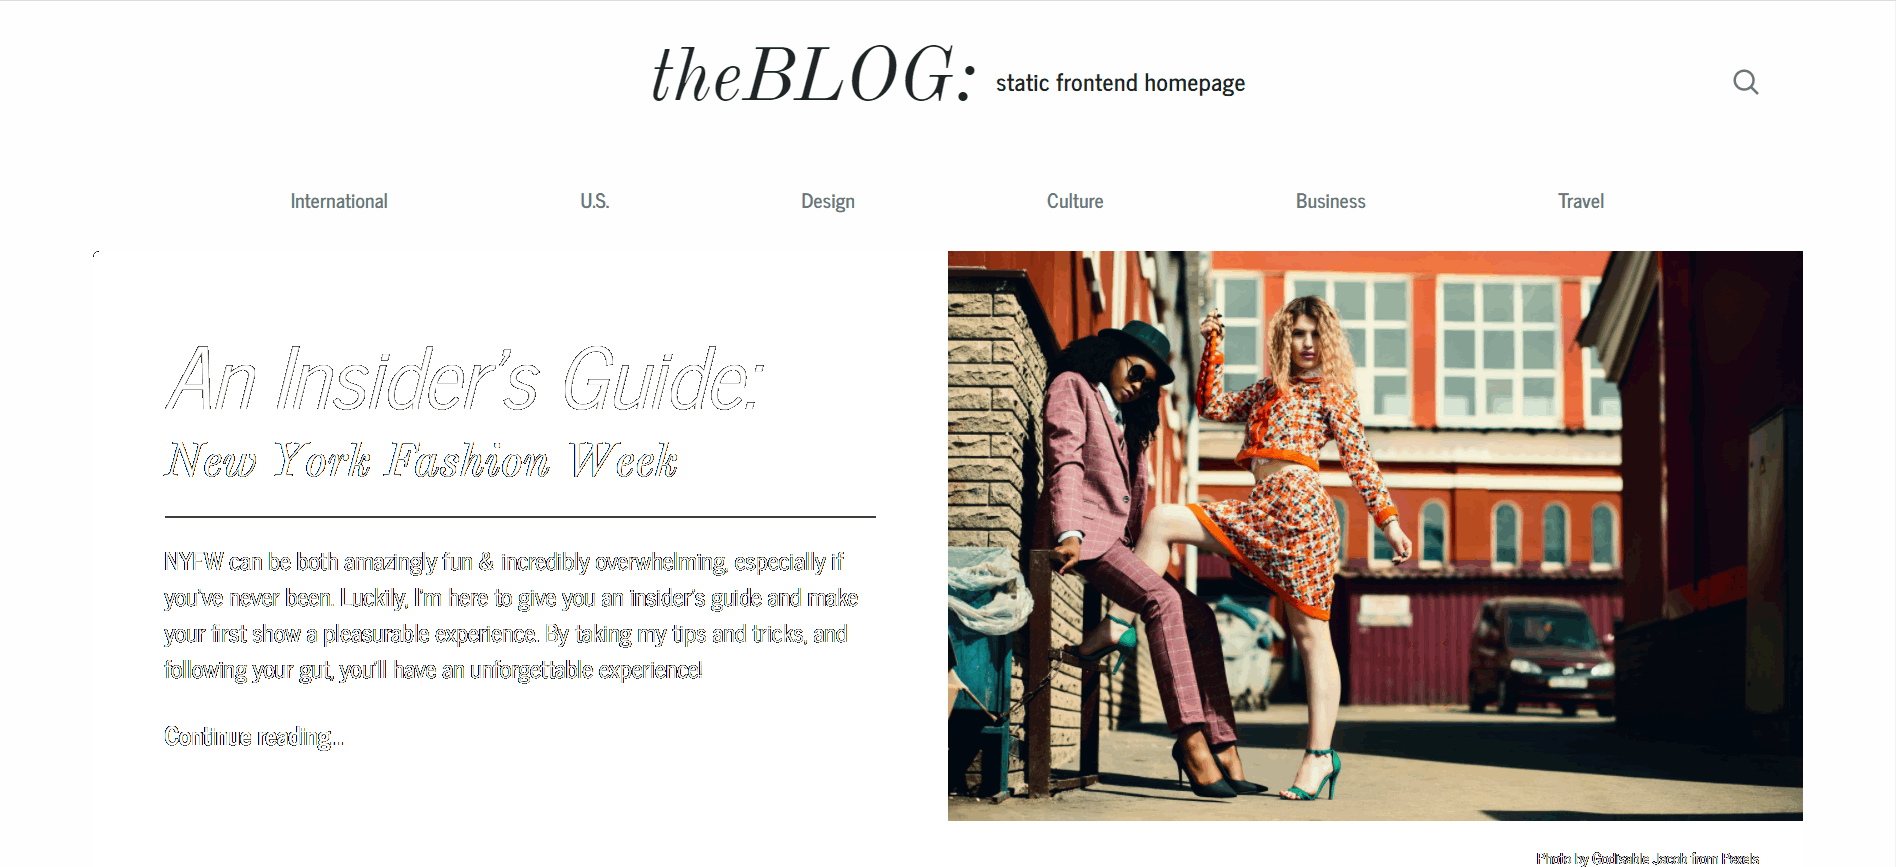 theBLOG: static frontend homepage
International U.S. Design Culture Business Travel
An Insider’s Guide:
New York Fashion Week
NYFW can be both amazingly fun & incredibly overwhelming, especially if
you've never been. Luckily, I'm here to give you an insider's guide and make
your first show a pleasurable experience. By taking my tips and tricks, and
following your gut, you'll have an unforgettable experience!
Continue reading...
Photo by Godisable Jacob from Pexels